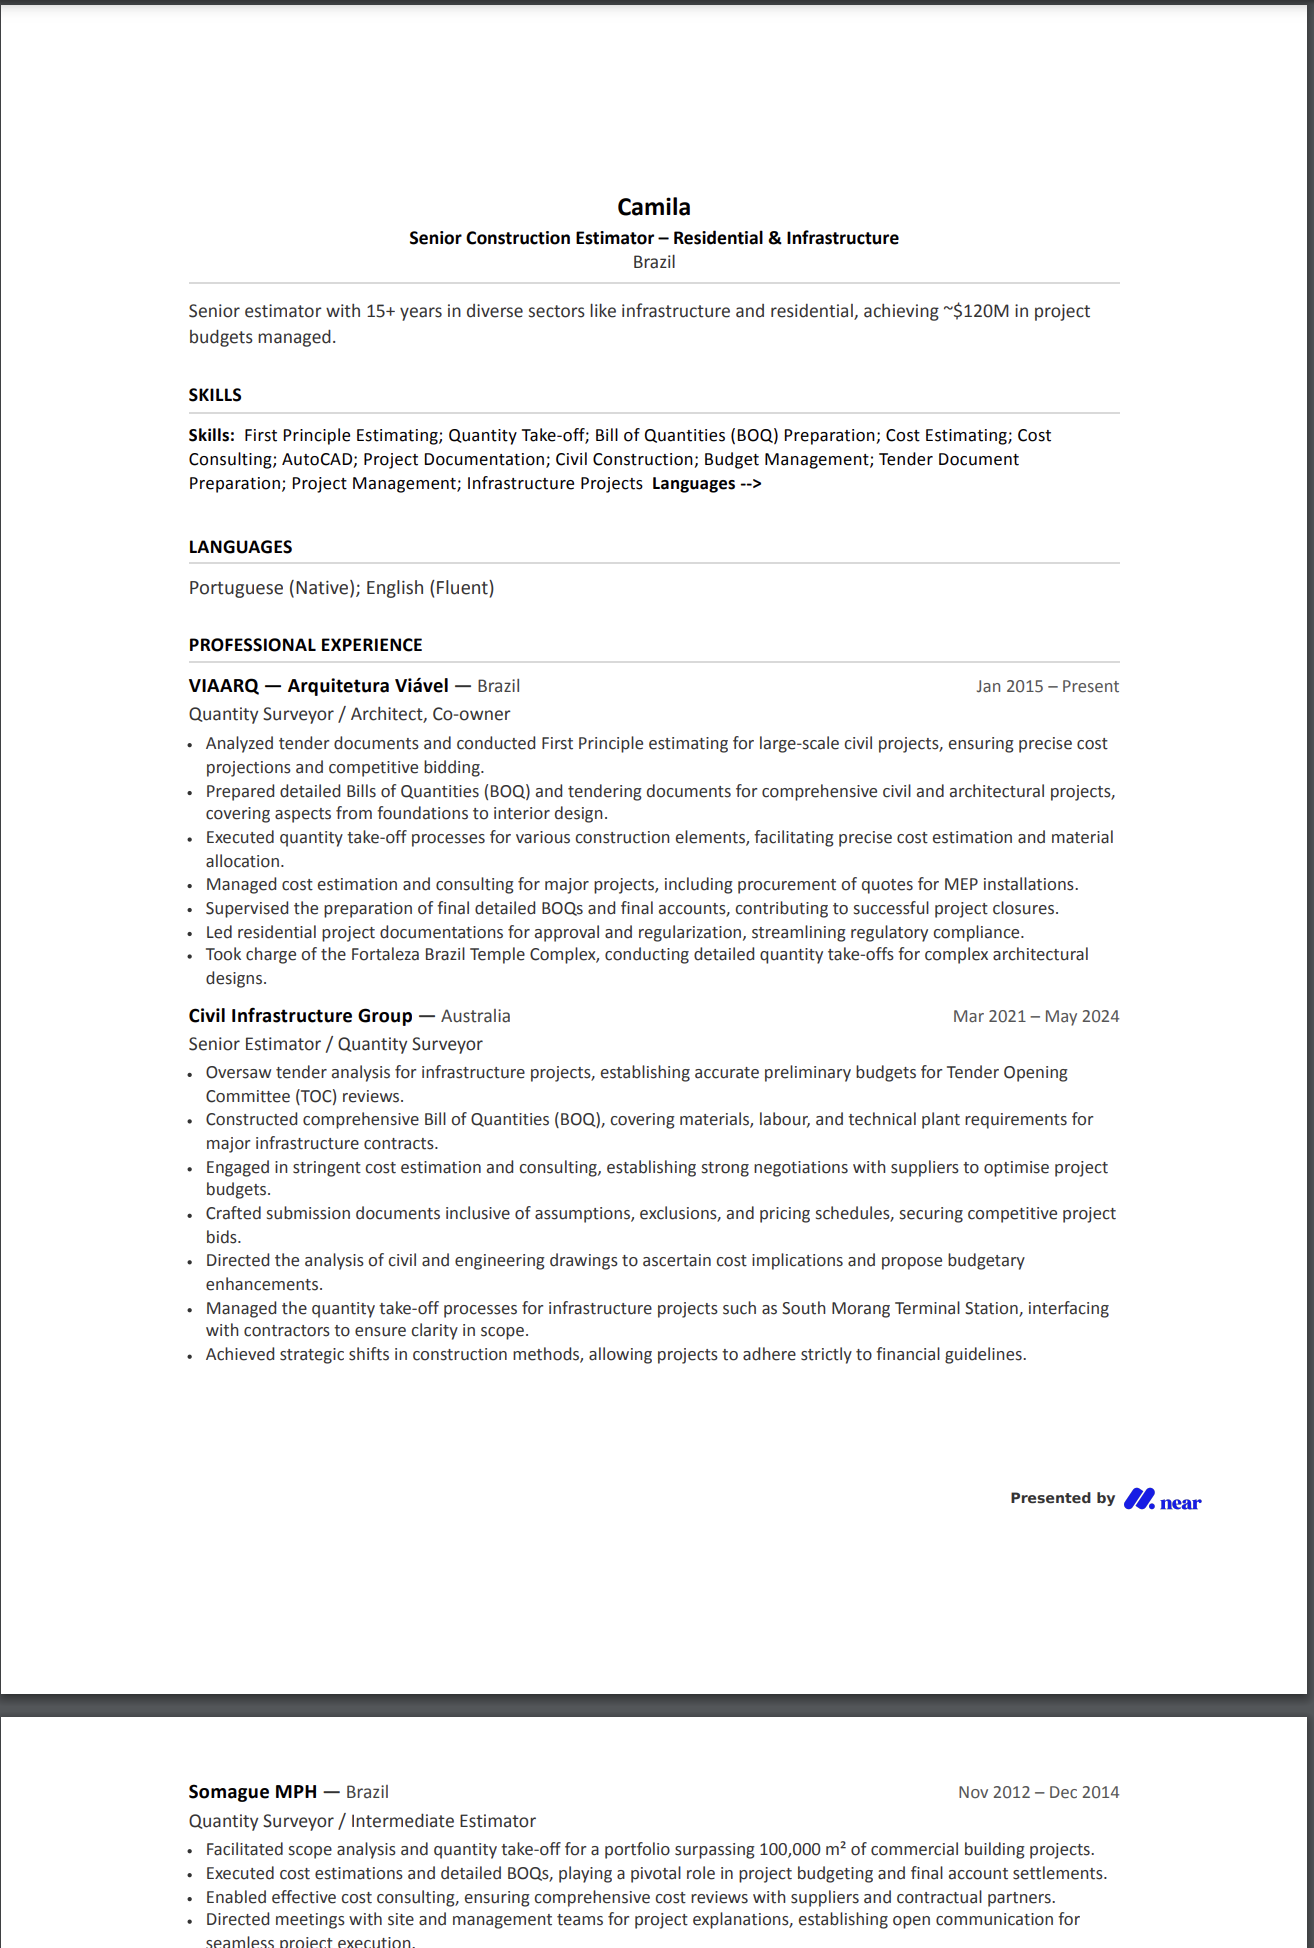 Camila
Senior Construction Estimator – Residential & Infrastructure
Brazil
Senior estimator with 15+ years in diverse sectors like infrastructure and residential, achieving ~$120M in project
budgets managed.
SKILLS
Skills: First Principle Estimating; Quantity Take-off; Bill of Quantities (BOQ) Preparation; Cost Estimating; Cost
Consulting; AutoCAD; Project Documentation; Civil Construction; Budget Management; Tender Document
Preparation; Project Management; Infrastructure Projects Languages -->
LANGUAGES
Portuguese (Native); English (Fluent)
PROFESSIONAL EXPERIENCE
VIAARQ — Arquitetura Viável — Brazil Jan 2015 – Present
Quantity Surveyor / Architect, Co-owner
• Analyzed tender documents and conducted First Principle estimating for large-scale civil projects, ensuring precise cost
projections and competitive bidding.
• Prepared detailed Bills of Quantities (BOQ) and tendering documents for comprehensive civil and architectural projects,
covering aspects from foundations to interior design.
• Executed quantity take-off processes for various construction elements, facilitating precise cost estimation and material
allocation.
• Managed cost estimation and consulting for major projects, including procurement of quotes for MEP installations.
• Supervised the preparation of final detailed BOQs and final accounts, contributing to successful project closures.
• Led residential project documentations for approval and regularization, streamlining regulatory compliance.
• Took charge of the Fortaleza Brazil Temple Complex, conducting detailed quantity take-offs for complex architectural
designs.
Civil Infrastructure Group — Australia Mar 2021 – May 2024
Senior Estimator / Quantity Surveyor
• Oversaw tender analysis for infrastructure projects, establishing accurate preliminary budgets for Tender Opening
Committee (TOC) reviews.
• Constructed comprehensive Bill of Quantities (BOQ), covering materials, labour, and technical plant requirements for
major infrastructure contracts.
• Engaged in stringent cost estimation and consulting, establishing strong negotiations with suppliers to optimise project
budgets.
• Crafted submission documents inclusive of assumptions, exclusions, and pricing schedules, securing competitive project
bids.
• Directed the analysis of civil and engineering drawings to ascertain cost implications and propose budgetary
enhancements.
• Managed the quantity take-off processes for infrastructure projects such as South Morang Terminal Station, interfacing
with contractors to ensure clarity in scope.
• Achieved strategic shifts in construction methods, allowing projects to adhere strictly to financial guidelines.
Presented by near
Somague MPH — Brazil Nov 2012 – Dec 2014
Quantity Surveyor / Intermediate Estimator
• Facilitated scope analysis and quantity take-off for a portfolio surpassing 100,000 m² of commercial building projects.
• Executed cost estimations and detailed BOQs, playing a pivotal role in project budgeting and final account settlements.
• Enabled effective cost consulting, ensuring comprehensive cost reviews with suppliers and contractual partners.
• Directed meetings with site and management teams for project explanations, establishing open communication for
seamless project execution.